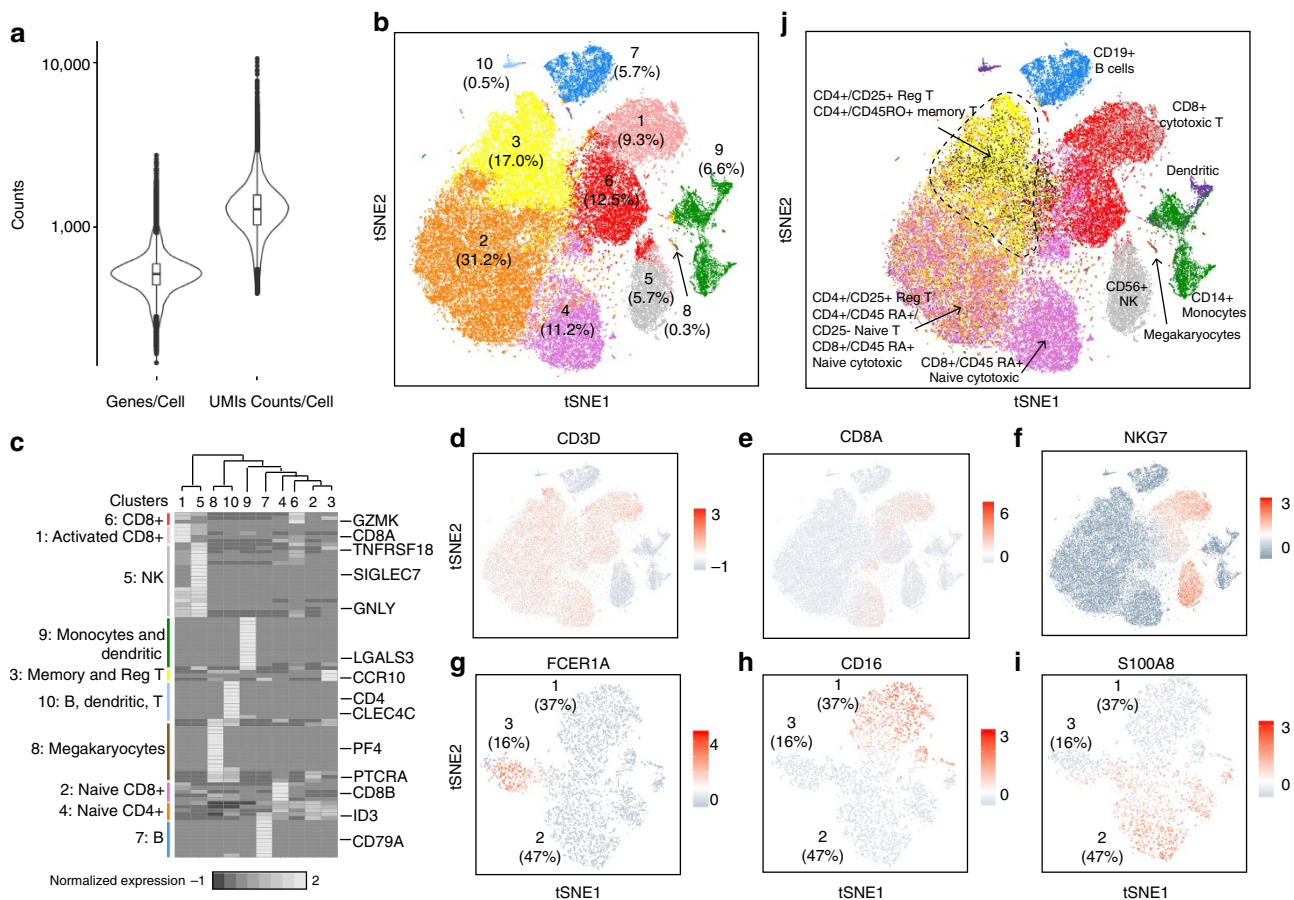 a
10,000
1,000
Counts
Genes/Cell
UMIs Counts/Cell
b
10
(0.5%)
7
(5.7%)
1
(9.3%)
3
(17.0%)
6
(12.5%)
9
(6.6%)
2
(31.2%)
5
(5.7%)
8
(0.3%)
4
(11.2%)
tSNE2
tSNE1
j
CD19+
B cells
CD4+/CD25+ Reg T
CD4+/CD45RO+ memory T
CD8+
cytotoxic T
Dendritic
CD4+/CD25+ Reg T
CD4+/CD45 RA+/
CD25- Naive T
CD8+/CD45 RA+
Naive cytotoxic
CD8+/CD45 RA+
Naive cytotoxic
CD56+
NK
CD14+
Monocytes
Megakaryocytes
tSNE2
tSNE1
c
Clusters
1 5 8 10 9 7 4 6 2 3
6: CD8+
1: Activated CD8+
5: NK
9: Monocytes and
dendritic
3: Memory and Reg T
10: B, dendritic, T
8: Megakaryocytes
2: Naive CD8+
4: Naive CD4+
7: B
GZMK
CD8A
TNFRSF18
SIGLEC7
GNLY
LGALS3
CCR10
CD4
CLEC4C
PF4
PTCRA
CD8B
ID3
CD79A
Normalized expression −1 2
d
CD3D
3
−1
tSNE2
e
CD8A
6
0
f
NKG7
3
0
g
FCER1A
1
(37%)
3
(16%)
2
(47%)
4
0
tSNE2
tSNE1
h
CD16
1
(37%)
3
(16%)
2
(47%)
3
0
tSNE1
i
S100A8
1
(37%)
3
(16%)
2
(47%)
3
0
tSNE1